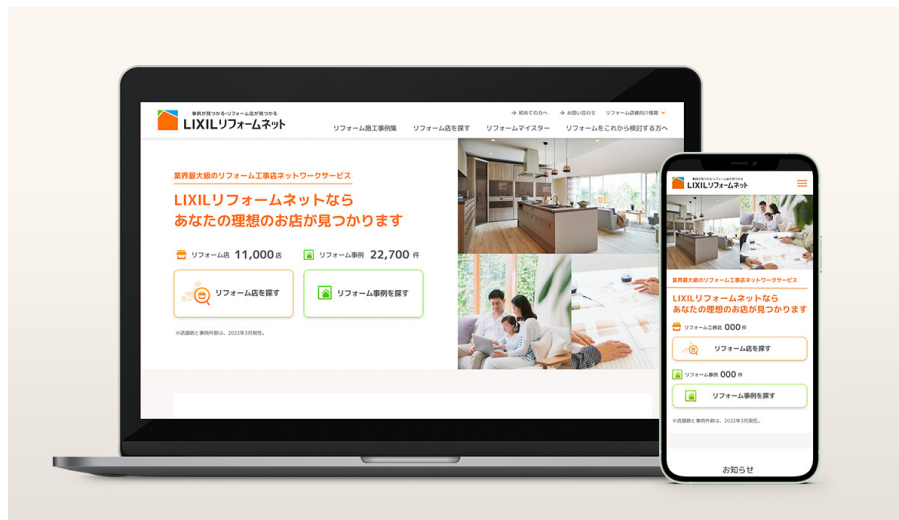 事例が見つかる・リフォーム店が見つかる
LIXILリフォームネット
→ 初めての方へ → お問い合わせ リフォーム店様向け情報
リフォーム施工事例集 リフォーム店を探す リフォームマイスター リフォームをこれから検討する方へ
業界最大級のリフォーム工事店ネットワークサービス
LIXILリフォームネットなら
あなたの理想のお店が見つかります
リフォーム店 11,000店 リフォーム事例 22,700件
リフォーム店を探す リフォーム事例を探す
※店舗数と事例件数は、2022年3月現在。
事例が見つかる・リフォーム店が見つかる
LIXILリフォームネット
業界最大級のリフォーム工事店ネットワークサービス
LIXILリフォームネットなら
あなたの理想のお店が見つかります
リフォーム工務店 000件
リフォーム店を探す
リフォーム事例 000件
リフォーム事例を探す
※店舗数と事例件数は、2022年3月現在。
お知らせ